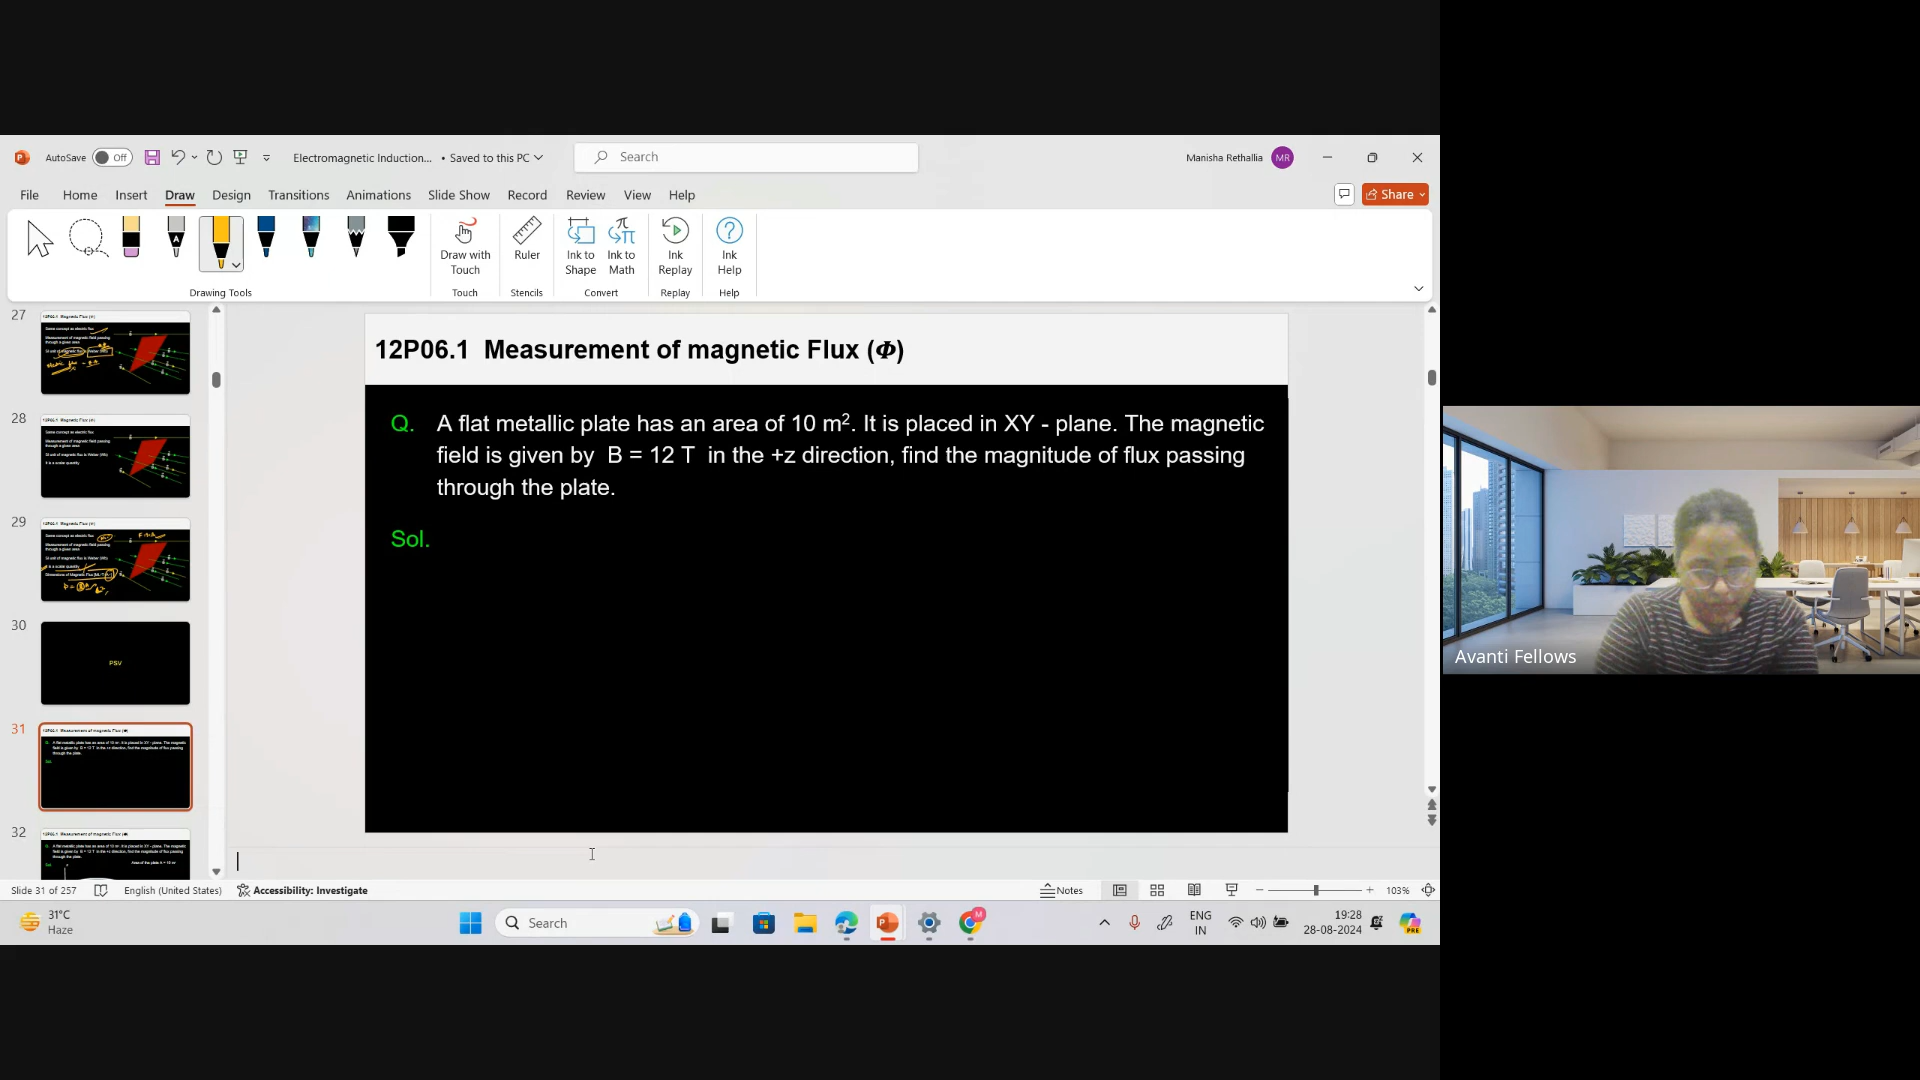 AutoSave Off Electromagnetic Induction... • Saved to this PC Search Manisha Rethallia MR
File Home Insert Draw Design Transitions Animations Slide Show Record Review View Help Share
Draw with Touch Ruler Ink to Shape Ink to Math Ink Replay Ink Help
Drawing Tools Touch Stencils Convert Replay Help
27
28
29
30
PSV
31
32
12P06.1 Measurement of magnetic Flux (Φ)
Q. A flat metallic plate has an area of 10 m². It is placed in XY - plane. The magnetic
field is given by B = 12 T in the +z direction, find the magnitude of flux passing
through the plate.
Sol.
Avanti Fellows
Slide 31 of 257 English (United States) Accessibility: Investigate Notes 103%
31°C
Haze
Search
ENG
IN
19:28
28-08-2024
PRE